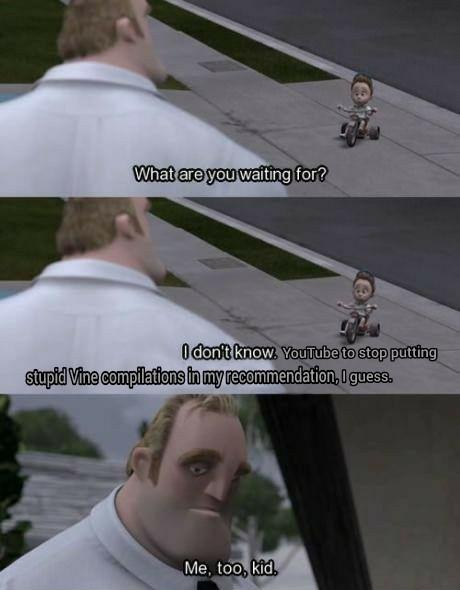 What are you waiting for?
I don't know. YouTube to stop putting
stupid Vine compilations in my recommendation, I guess.
Me, too, kid.